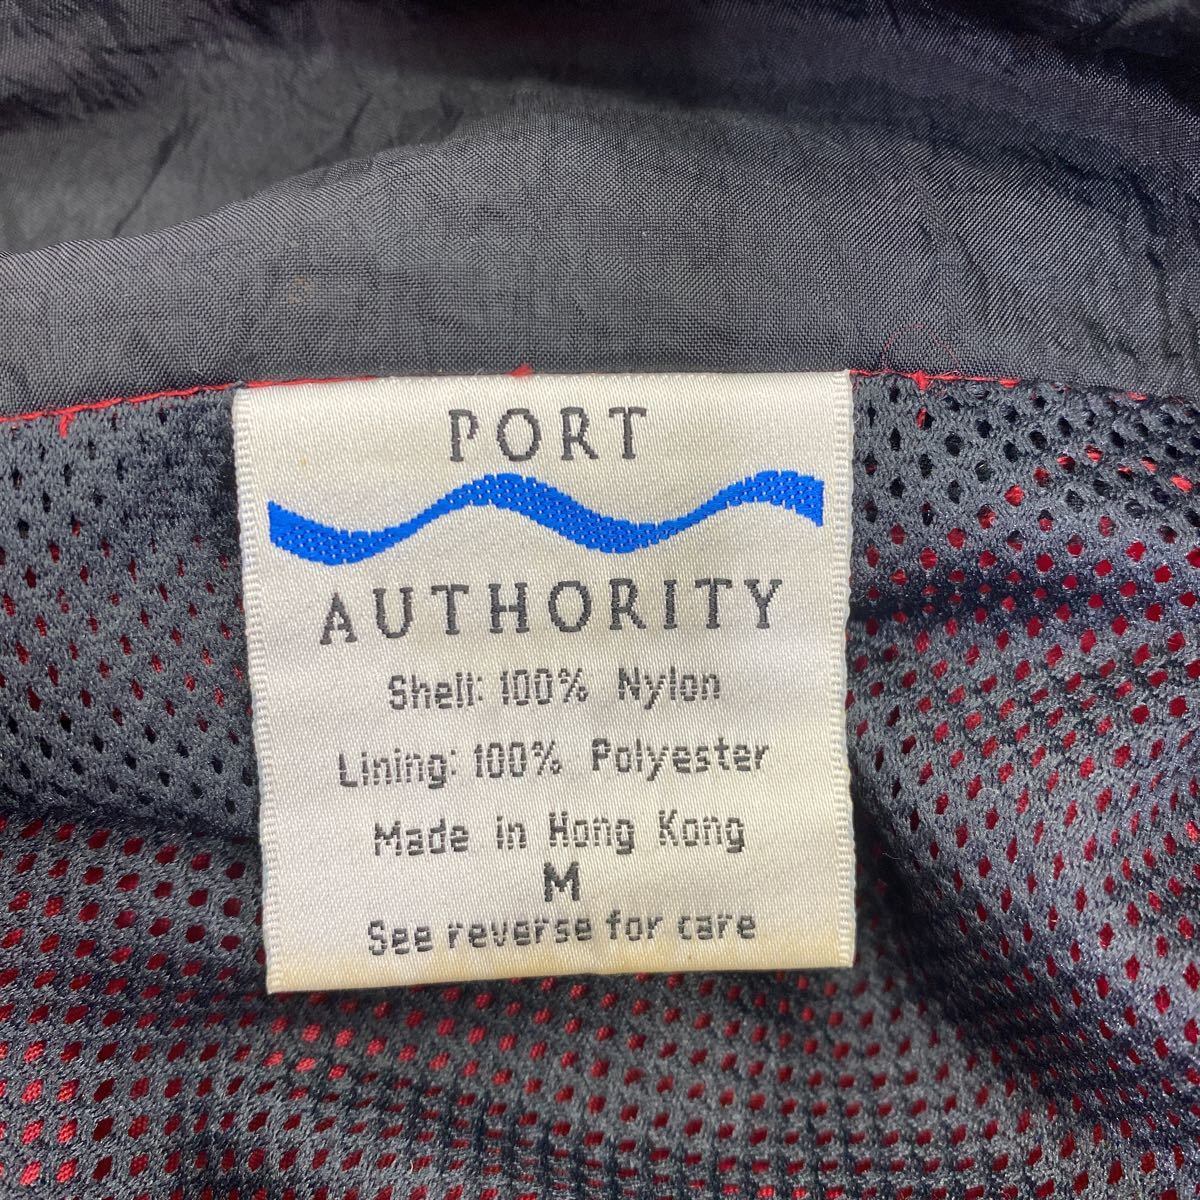 PORT
AUTHORITY
Shell: 100% Nylon
Lining: 100% Polyester
Made in Hong Kong
M
See reverse for care